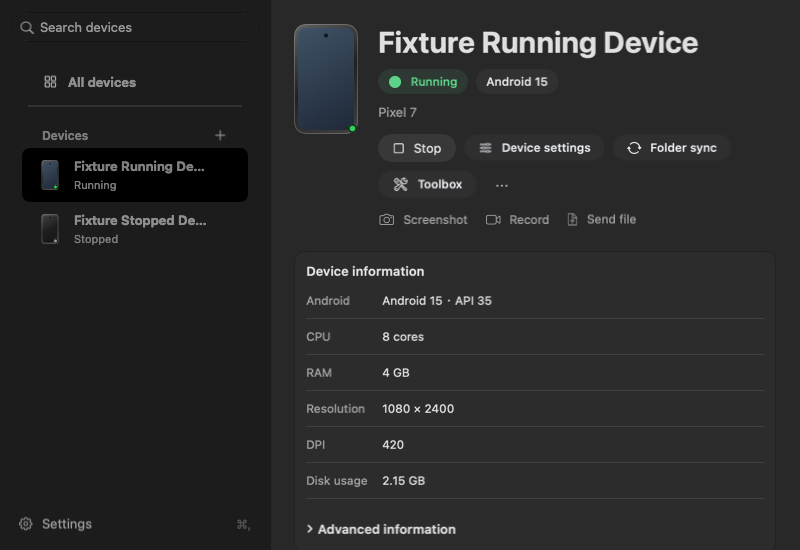 Search devices
All devices
Devices
Fixture Running De...
Running
Fixture Stopped De...
Stopped
Settings
⌘,
Fixture Running Device
Running
Android 15
Pixel 7
Stop
Device settings
Folder sync
Toolbox
...
Screenshot
Record
Send file
Device information
Android Android 15 · API 35
CPU 8 cores
RAM 4 GB
Resolution 1080 × 2400
DPI 420
Disk usage 2.15 GB
Advanced information